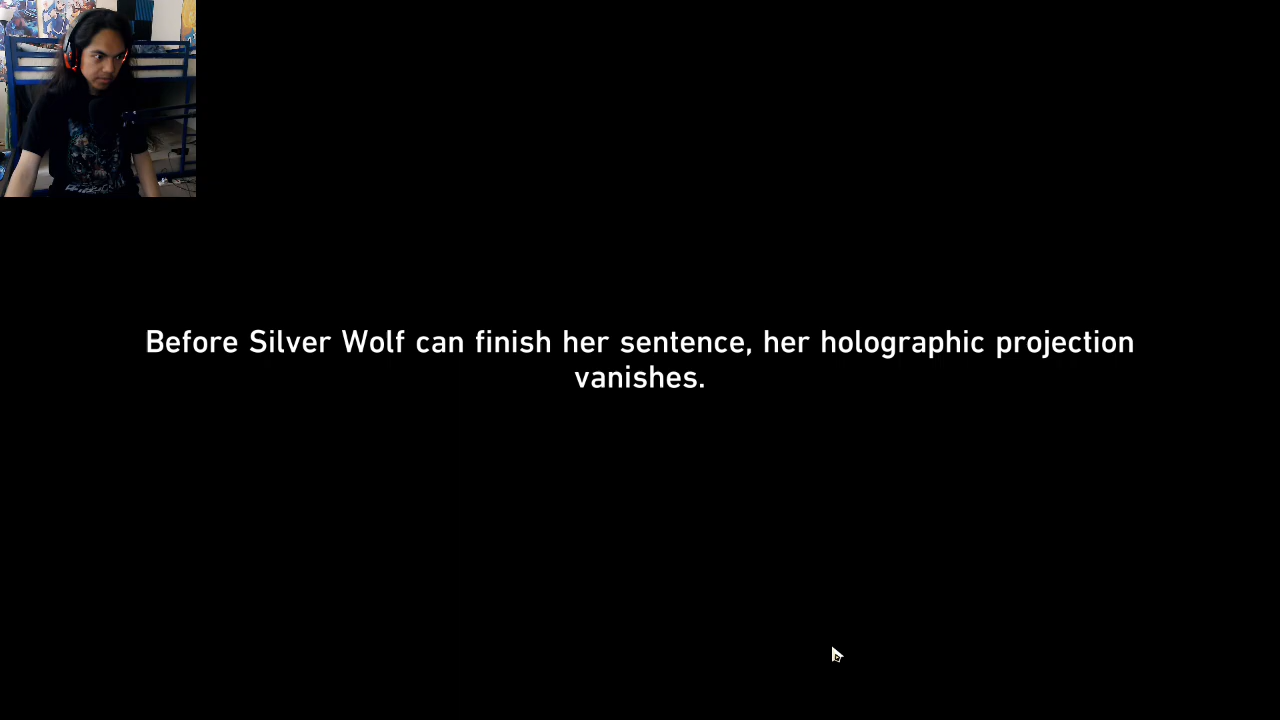 Before Silver Wolf can finish her sentence, her holographic projection
vanishes.